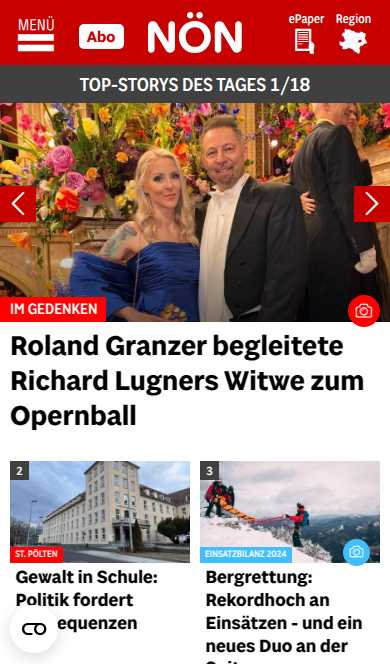 MENÜ
Abo
NÖN
ePaper
Region
TOP-STORYS DES TAGES 1/18
IM GEDENKEN
Roland Granzer begleitete
Richard Lugners Witwe zum
Opernball
2
ST. PÖLTEN
Gewalt in Schule:
Politik fordert
equenzen
3
EINSATZBILANZ 2024
Bergrettung:
Rekordhoch an
Einsätzen - und ein
neues Duo an der